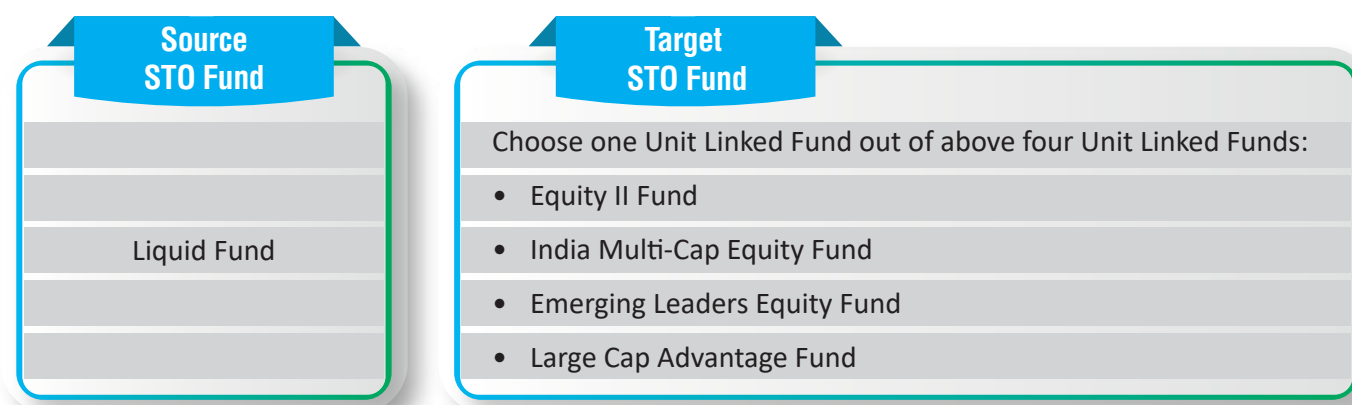 Source
STO Fund
Liquid Fund
Target
STO Fund
Choose one Unit Linked Fund out of above four Unit Linked Funds:
• Equity II Fund
• India Multi-Cap Equity Fund
• Emerging Leaders Equity Fund
• Large Cap Advantage Fund